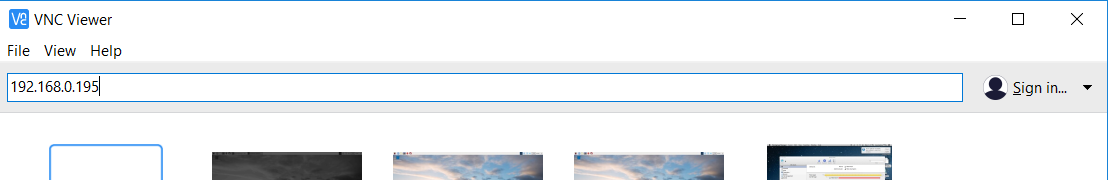 VNC Viewer
File View Help
192.168.0.195 Sign in...